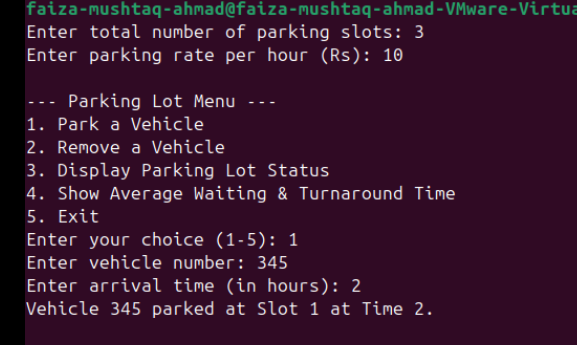 faiza-mushtaq-ahmad@faiza-mushtaq-ahmad-VMware-Virtua
Enter total number of parking slots: 3
Enter parking rate per hour (Rs): 10
--- Parking Lot Menu ---
1. Park a Vehicle
2. Remove a Vehicle
3. Display Parking Lot Status
4. Show Average Waiting & Turnaround Time
5. Exit
Enter your choice (1-5): 1
Enter vehicle number: 345
Enter arrival time (in hours): 2
Vehicle 345 parked at Slot 1 at Time 2.